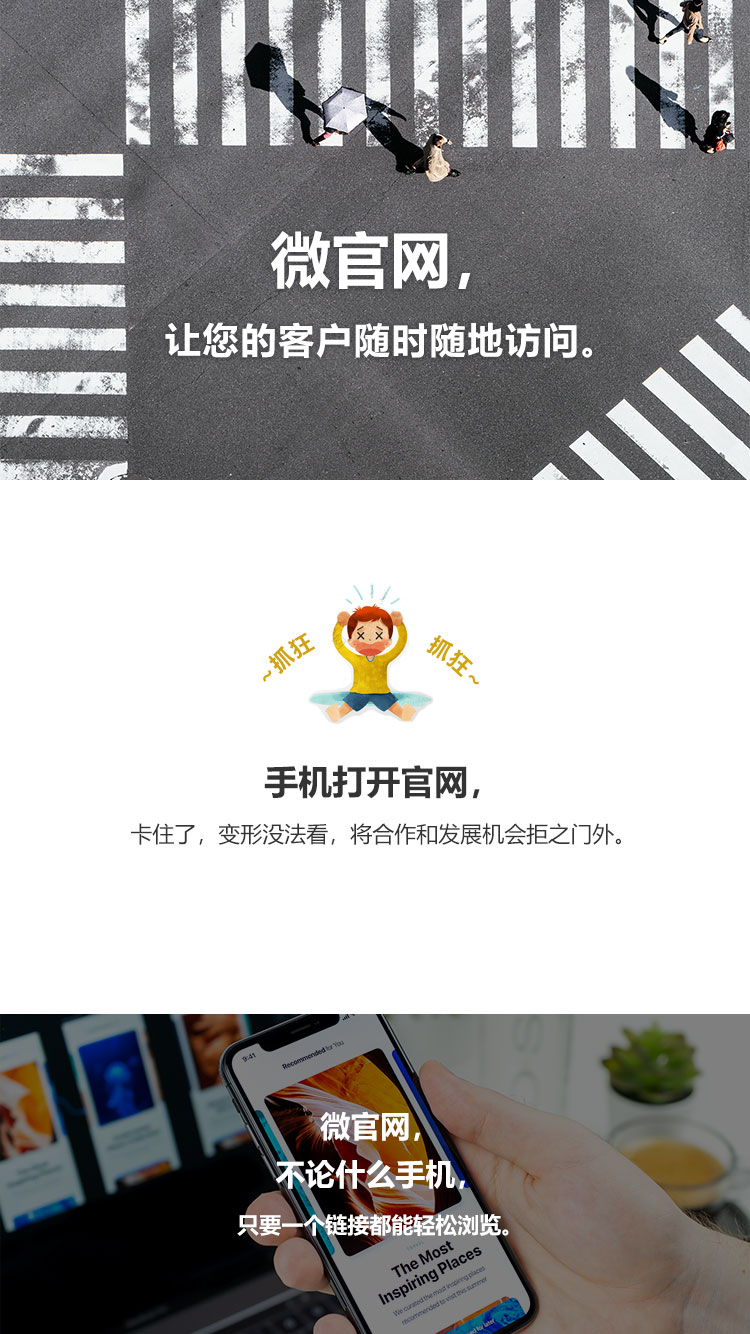 微官网，
让您的客户随时随地访问。
~抓狂
抓狂~
手机打开官网，
卡住了，变形没法看，将合作和发展机会拒之门外。
9:41
Recommended for You
微官网，
不论什么手机，
只要一个链接都能轻松浏览。
The Most
Inspiring Places
We curated the most inspiring places
recommended to visit this summer